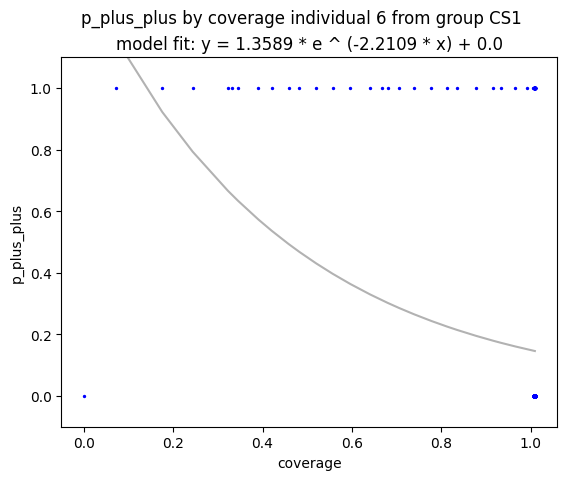 p_plus_plus by coverage individual 6 from group CS1
model fit: y = 1.3589 * e ^ (-2.2109 * x) + 0.0
1.0
0.8
0.6
0.4
0.2
0.0
p_plus_plus
0.0 0.2 0.4 0.6 0.8 1.0
coverage